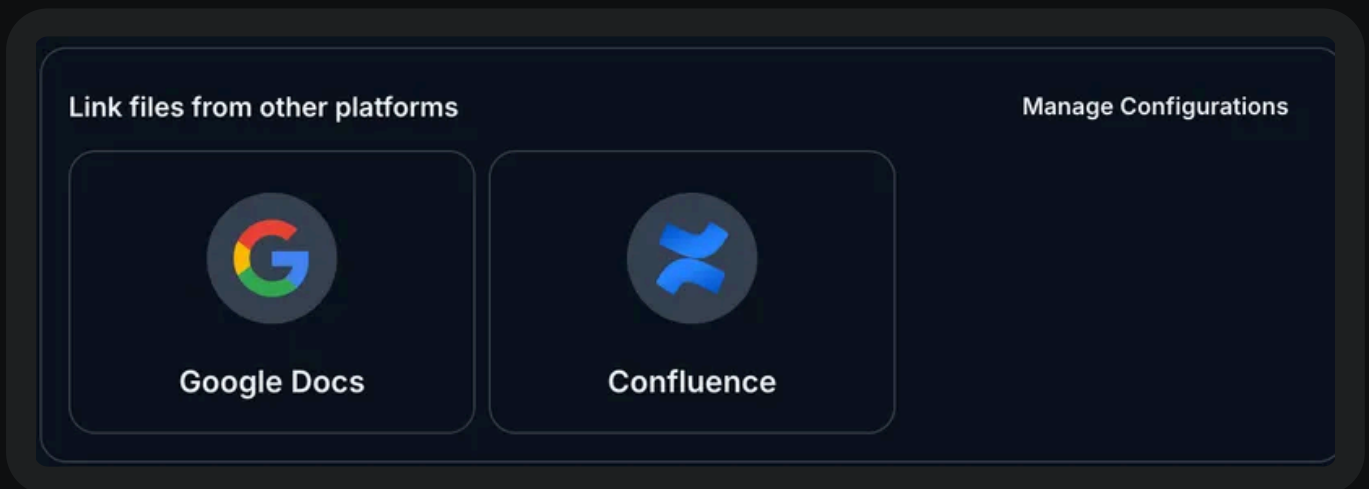 Link files from other platforms
Manage Configurations
Google Docs
Confluence